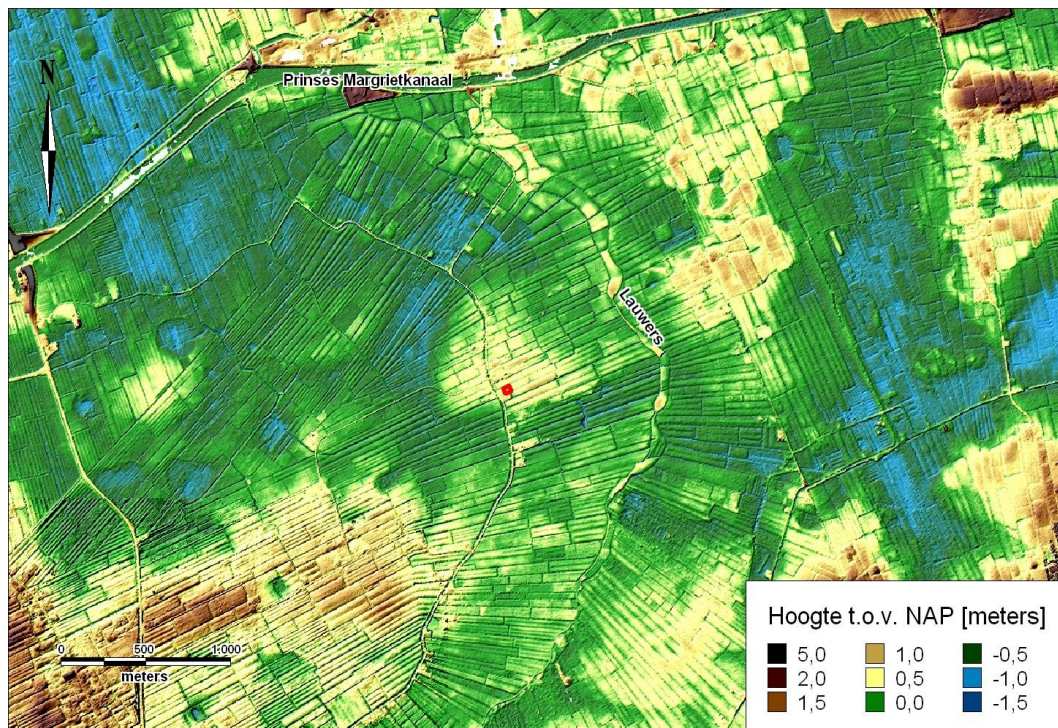 N
Prinses Margrietkanaal
Lauwers
0 500 1.000
meters
Hoogte t.o.v. NAP [meters]
5,0 1,0 -0,5
2,0 0,5 -1,0
1,5 0,0 -1,5